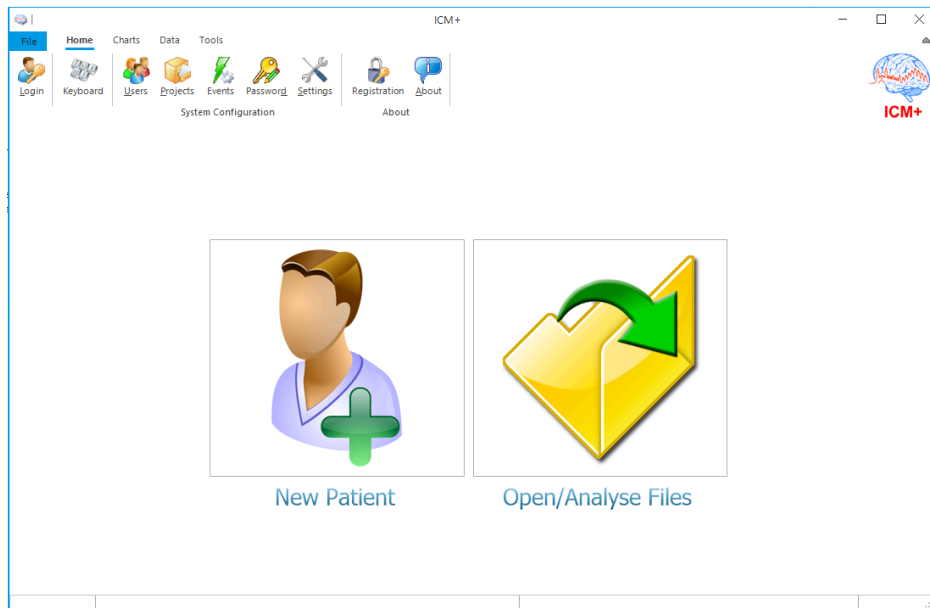 ICM+
File Home Charts Data Tools
Login Keyboard Users Projects Events Password Settings Registration About
System Configuration About
ICM+
New Patient Open/Analyse Files